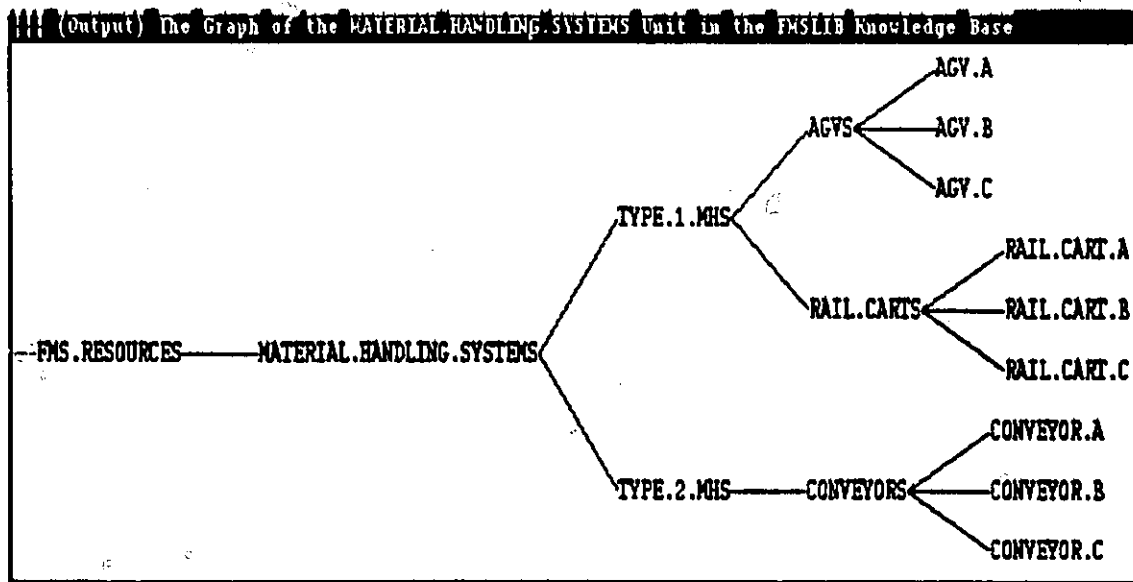 (Output) The Graph of the MATERIAL.HANDLING.SYSTEMS Unit in the FMSLIB Knowledge Base
AGV.A
AGVS
AGV.B
AGV.C
TYPE.1.MHS
RAIL.CART.A
RAIL.CARTS
RAIL.CART.B
FMS.RESOURCES
MATERIAL.HANDLING.SYSTEMS
RAIL.CART.C
CONVEYOR.A
TYPE.2.MHS
CONVEYORS
CONVEYOR.B
CONVEYOR.C